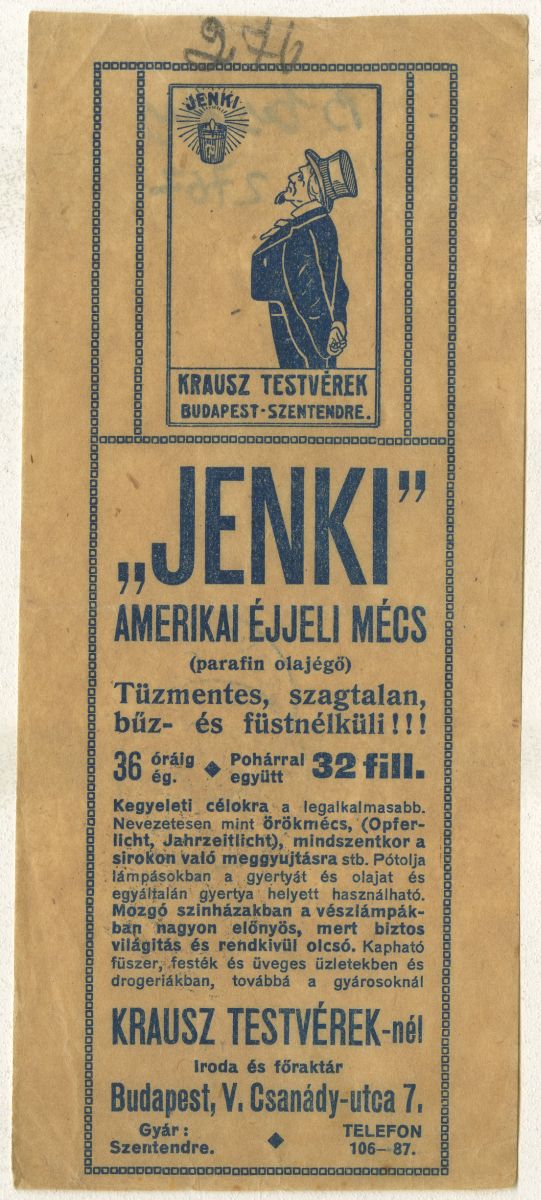 276
JENKI
KRAUSZ TESTVÉREK
BUDAPEST-SZENTENDRE.
„JENKI”
AMERIKAI ÉJJELI MÉCS
(parafin olajégő)
Tüzmentes, szagtalan,
bűz- és füstnélküli!!!
36 óráig ég. ◆ Pohárral együtt 32 fill.
Kegyeleti célokra a legalkalmasabb.
Nevezetesen mint örökmécs, (Opfer-
licht, Jahrzeitlicht), mindszentkor a
sirokon való meggyujtásra stb. Pótolja
lámpásokban a gyertyát és olajat és
egyáltalán gyertya helyett használható.
Mozgó szinházakban a vészlámpák-
ban nagyon előnyös, mert biztos
világitás és rendkivül olcsó. Kapható
füszer, festék és üveges üzletekben és
drogeriákban, továbbá a gyárosoknál
KRAUSZ TESTVÉREK-nél
Iroda és főraktár
Budapest, V. Csanády-utca 7.
Gyár:
Szentendre.
◆
TELEFON
106—87.